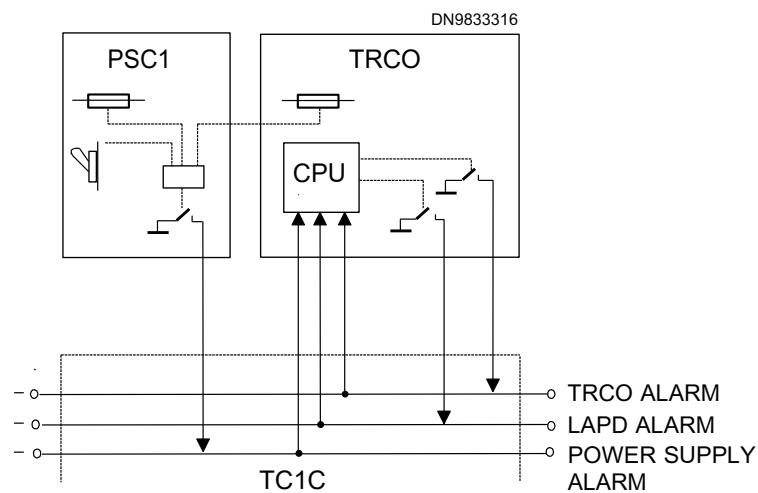 DN9833316
PSC1
TRCO
CPU
TRCO ALARM
LAPD ALARM
POWER SUPPLY
ALARM
TC1C